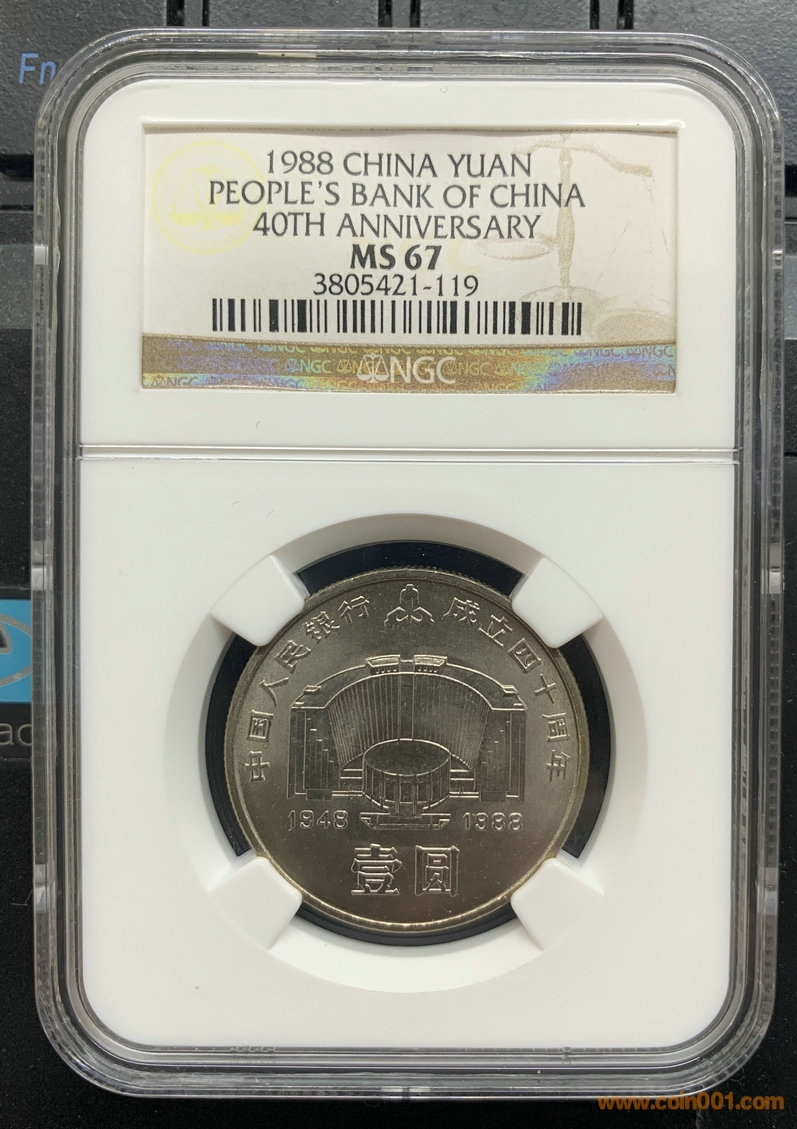 Fn
1988 CHINA YUAN
PEOPLE'S BANK OF CHINA
40TH ANNIVERSARY
MS 67
3805421-119
NGC
中国人民银行 成立四十周年
1948 1988
壹圆
www.coin001.com